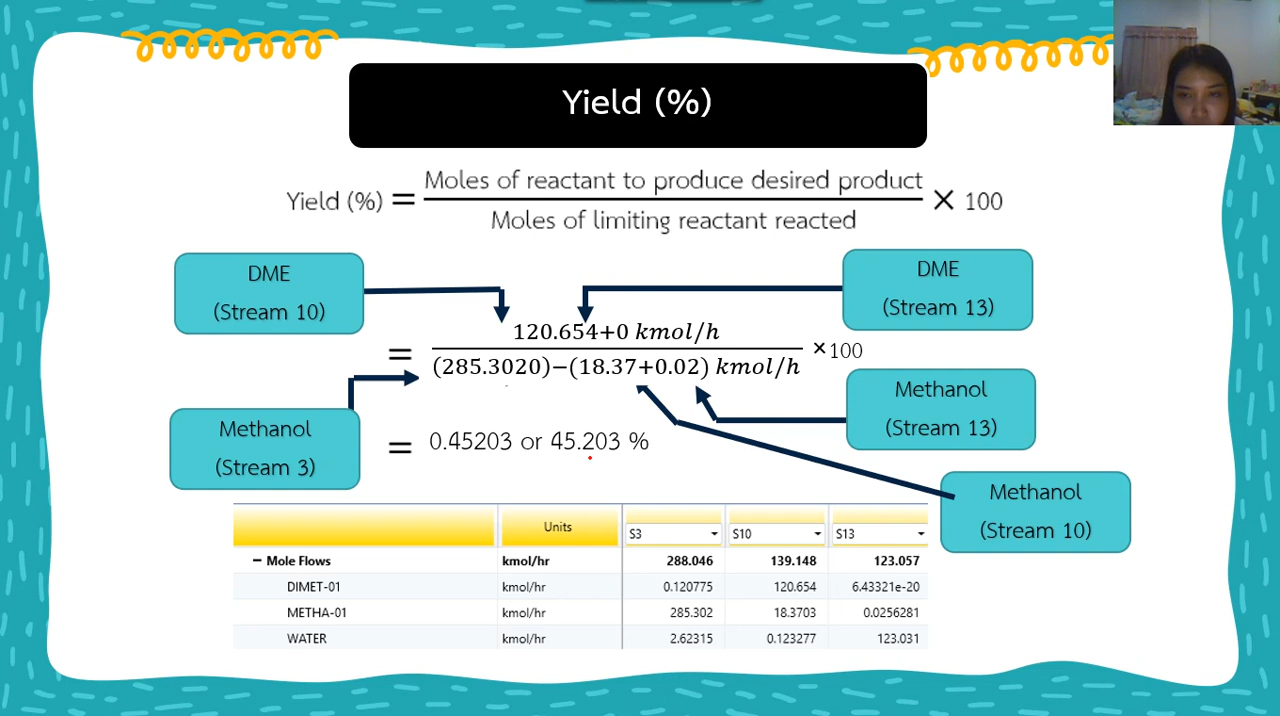 Yield (%)
Yield (%) = Moles of reactant to produce desired product / Moles of limiting reactant reacted × 100
DME
(Stream 10)
DME
(Stream 13)
= 120.654+0 kmol/h / (285.3020)−(18.37+0.02) kmol/h ×100
Methanol
(Stream 3)
Methanol
(Stream 13)
= 0.45203 or 45.203 %
Methanol
(Stream 10)
Units S3 S10 S13
− Mole Flows kmol/hr 288.046 139.148 123.057
DIMET-01 kmol/hr 0.120775 120.654 6.43321e-20
METHA-01 kmol/hr 285.302 18.3703 0.0256281
WATER kmol/hr 2.62315 0.123277 123.031